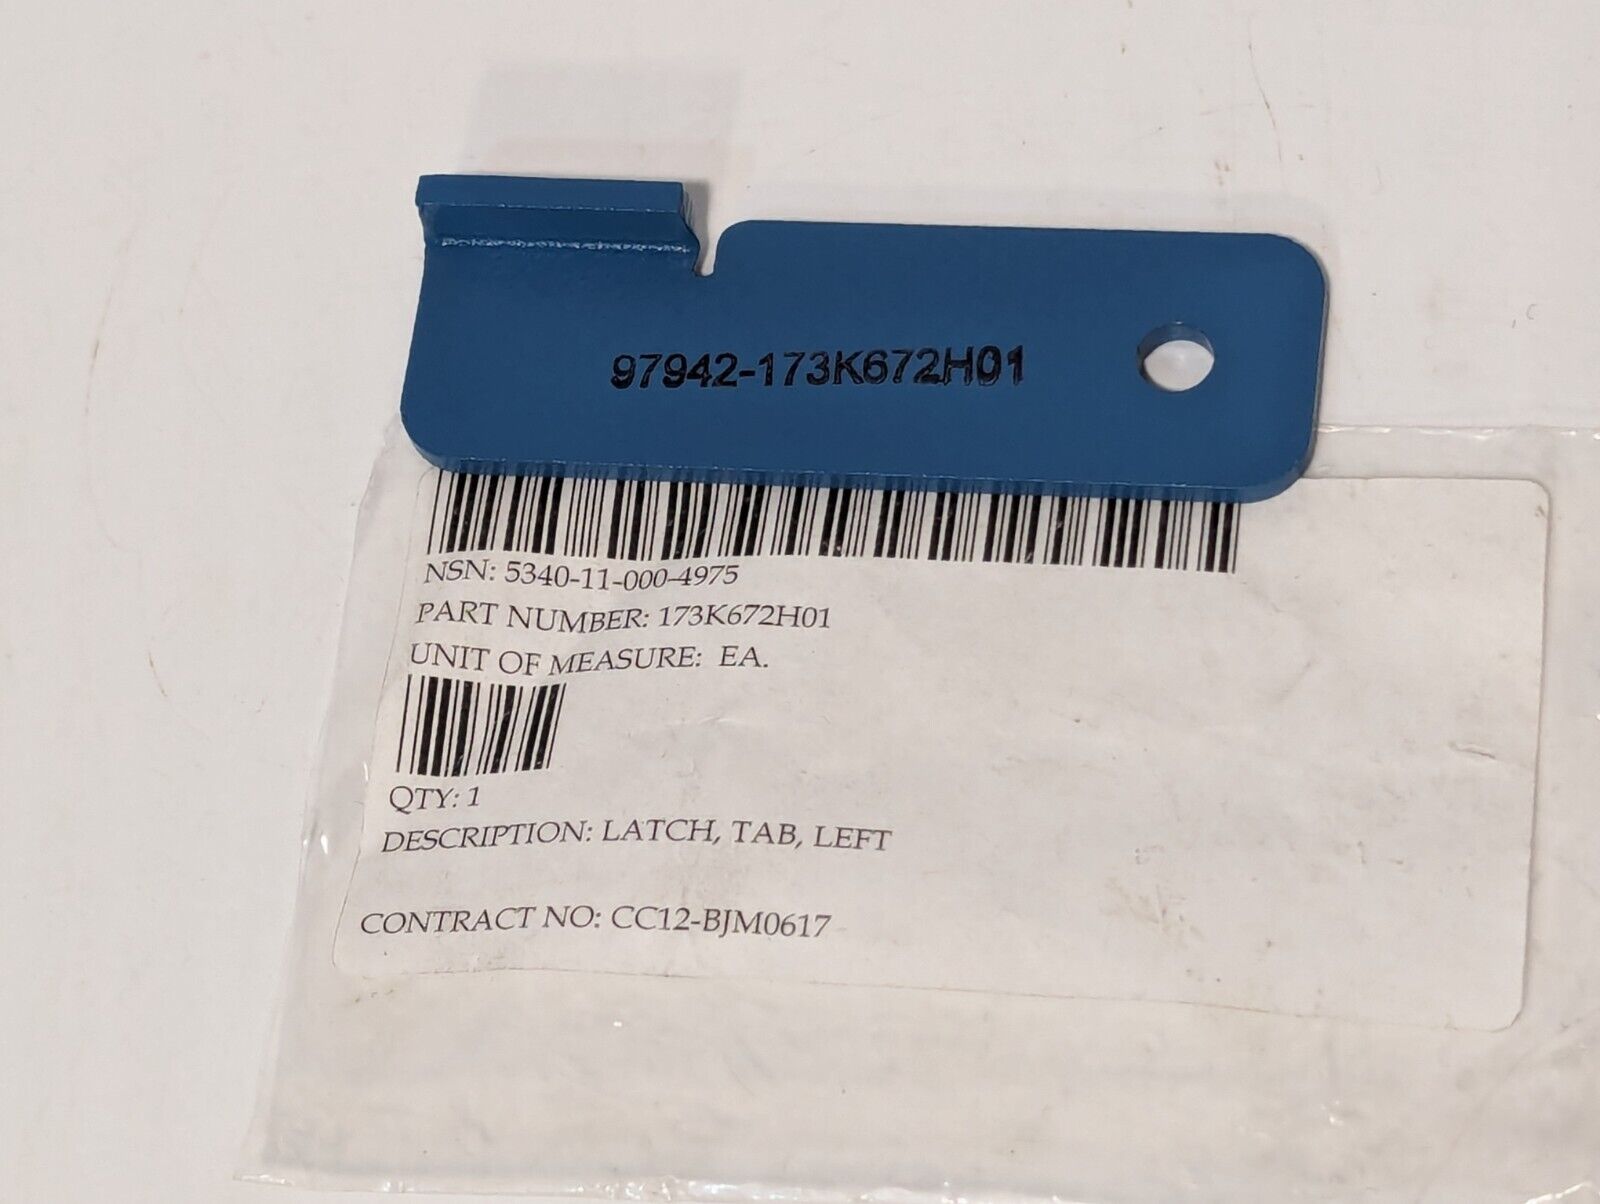 97942-173K672H01
NSN: 5340-11-000-4975
PART NUMBER: 173K672H01
UNIT OF MEASURE: EA.
QTY: 1
DESCRIPTION: LATCH, TAB, LEFT
CONTRACT NO: CC12-BJM0617